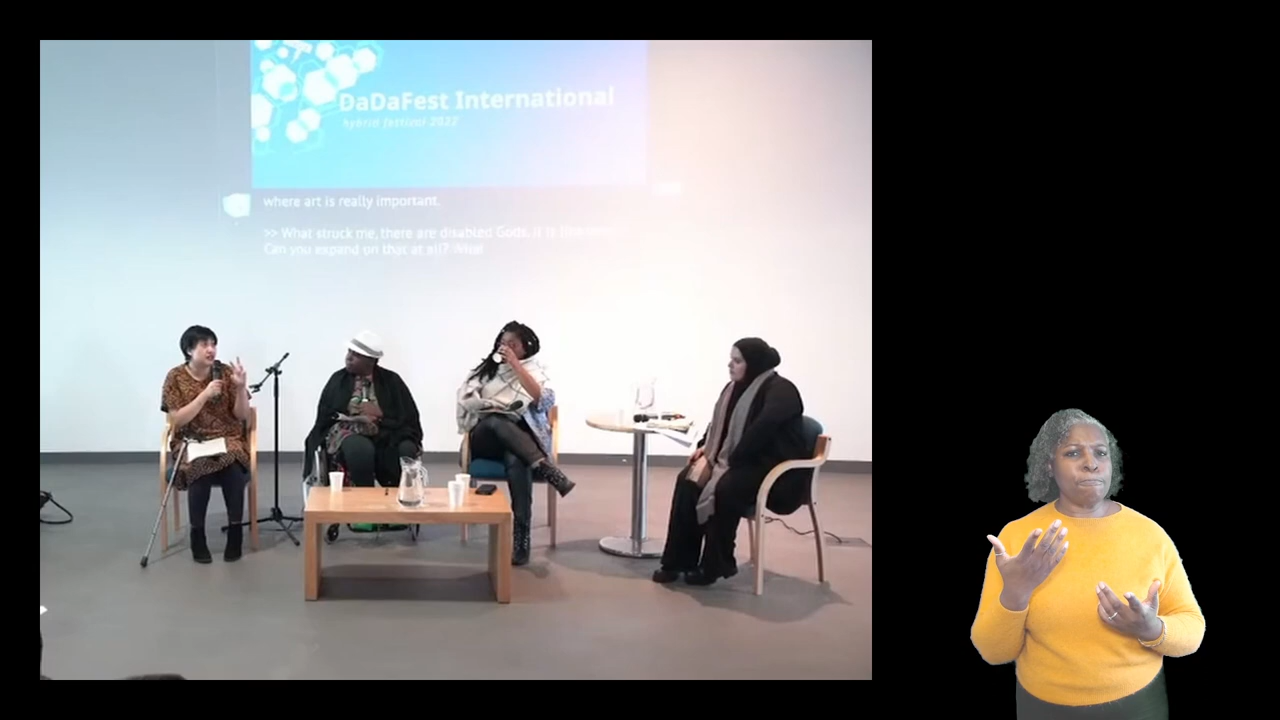 DaDaFest International
hybrid festival 2022
where art is really important.
>> What struck me, there are disabled Gods, it is
Can you expand on that at all? What